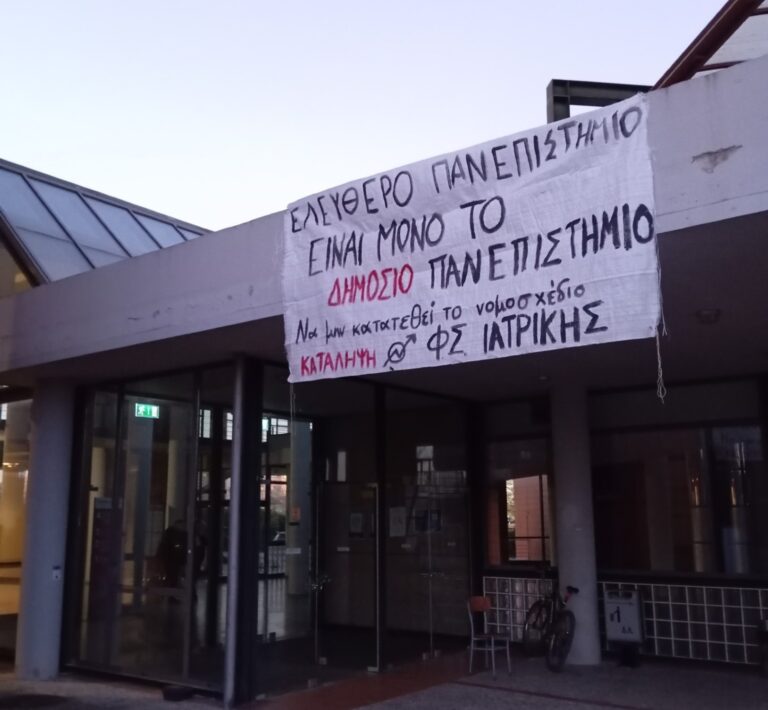 ΕΛΕΥΘΕΡΟ ΠΑΝΕΠΙΣΤΗΜΙΟ
ΕΙΝΑΙ ΜΟΝΟ ΤΟ
ΔΗΜΟΣΙΟ ΠΑΝΕΠΙΣΤΗΜΙΟ
Να μην κατατεθεί το νομοσχέδιο
ΚΑΤΑΛΗΨΗ ΦΣ ΙΑΤΡΙΚΗΣ